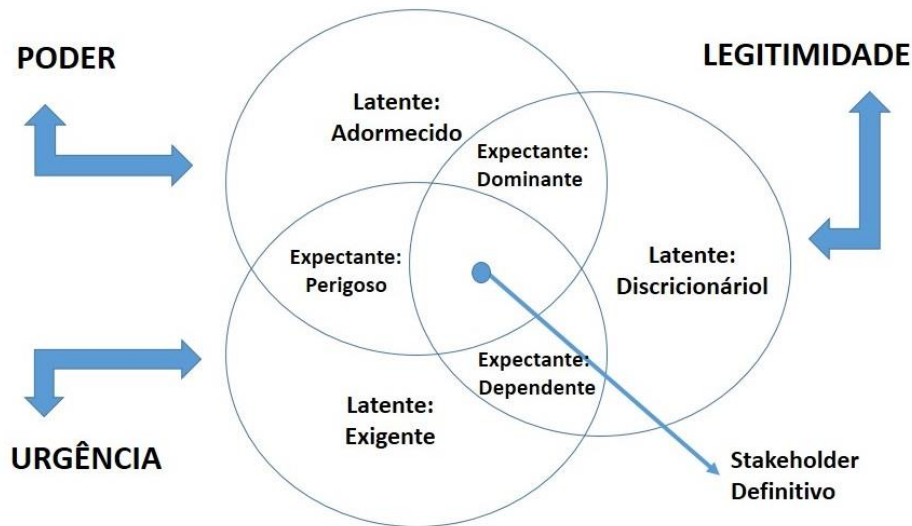 PODER
LEGITIMIDADE
Latente:
Adormecido
Expectante:
Dominante
Expectante:
Perigoso
Latente:
Discricionáriol
Expectante:
Dependente
Latente:
Exigente
URGÊNCIA
Stakeholder
Definitivo